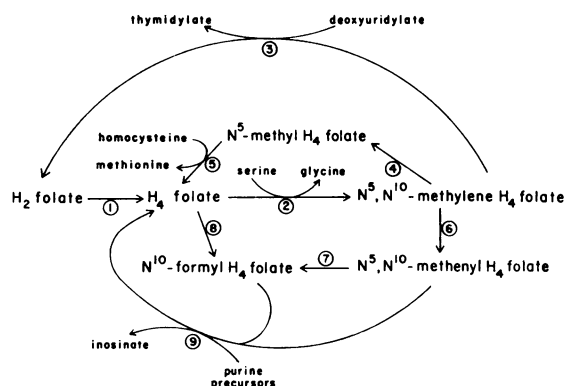 thymidylate deoxyuridylate
③
N⁵-methyl H₄ folate
homocysteine
⑤
④
methionine serine glycine
H₂ folate ① H₄ folate ② N⁵, N¹⁰-methylene H₄ folate
⑧ ⑥
N¹⁰-formyl H₄ folate ⑦ N⁵, N¹⁰-methenyl H₄ folate
inosinate ⑨
purine
precursors